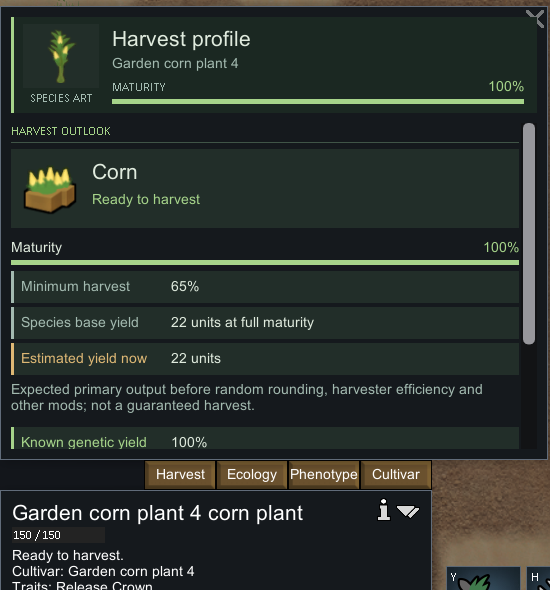 Harvest profile
Garden corn plant 4
MATURITY 100%
SPECIES ART
HARVEST OUTLOOK
Corn
Ready to harvest
Maturity 100%
Minimum harvest 65%
Species base yield 22 units at full maturity
Estimated yield now 22 units
Expected primary output before random rounding, harvester efficiency and
other mods; not a guaranteed harvest.
Known genetic yield 100%
Harvest Ecology Phenotype Cultivar
Garden corn plant 4 corn plant
150 / 150
Ready to harvest.
Cultivar: Garden corn plant 4
Traits: Release Crown
Y H